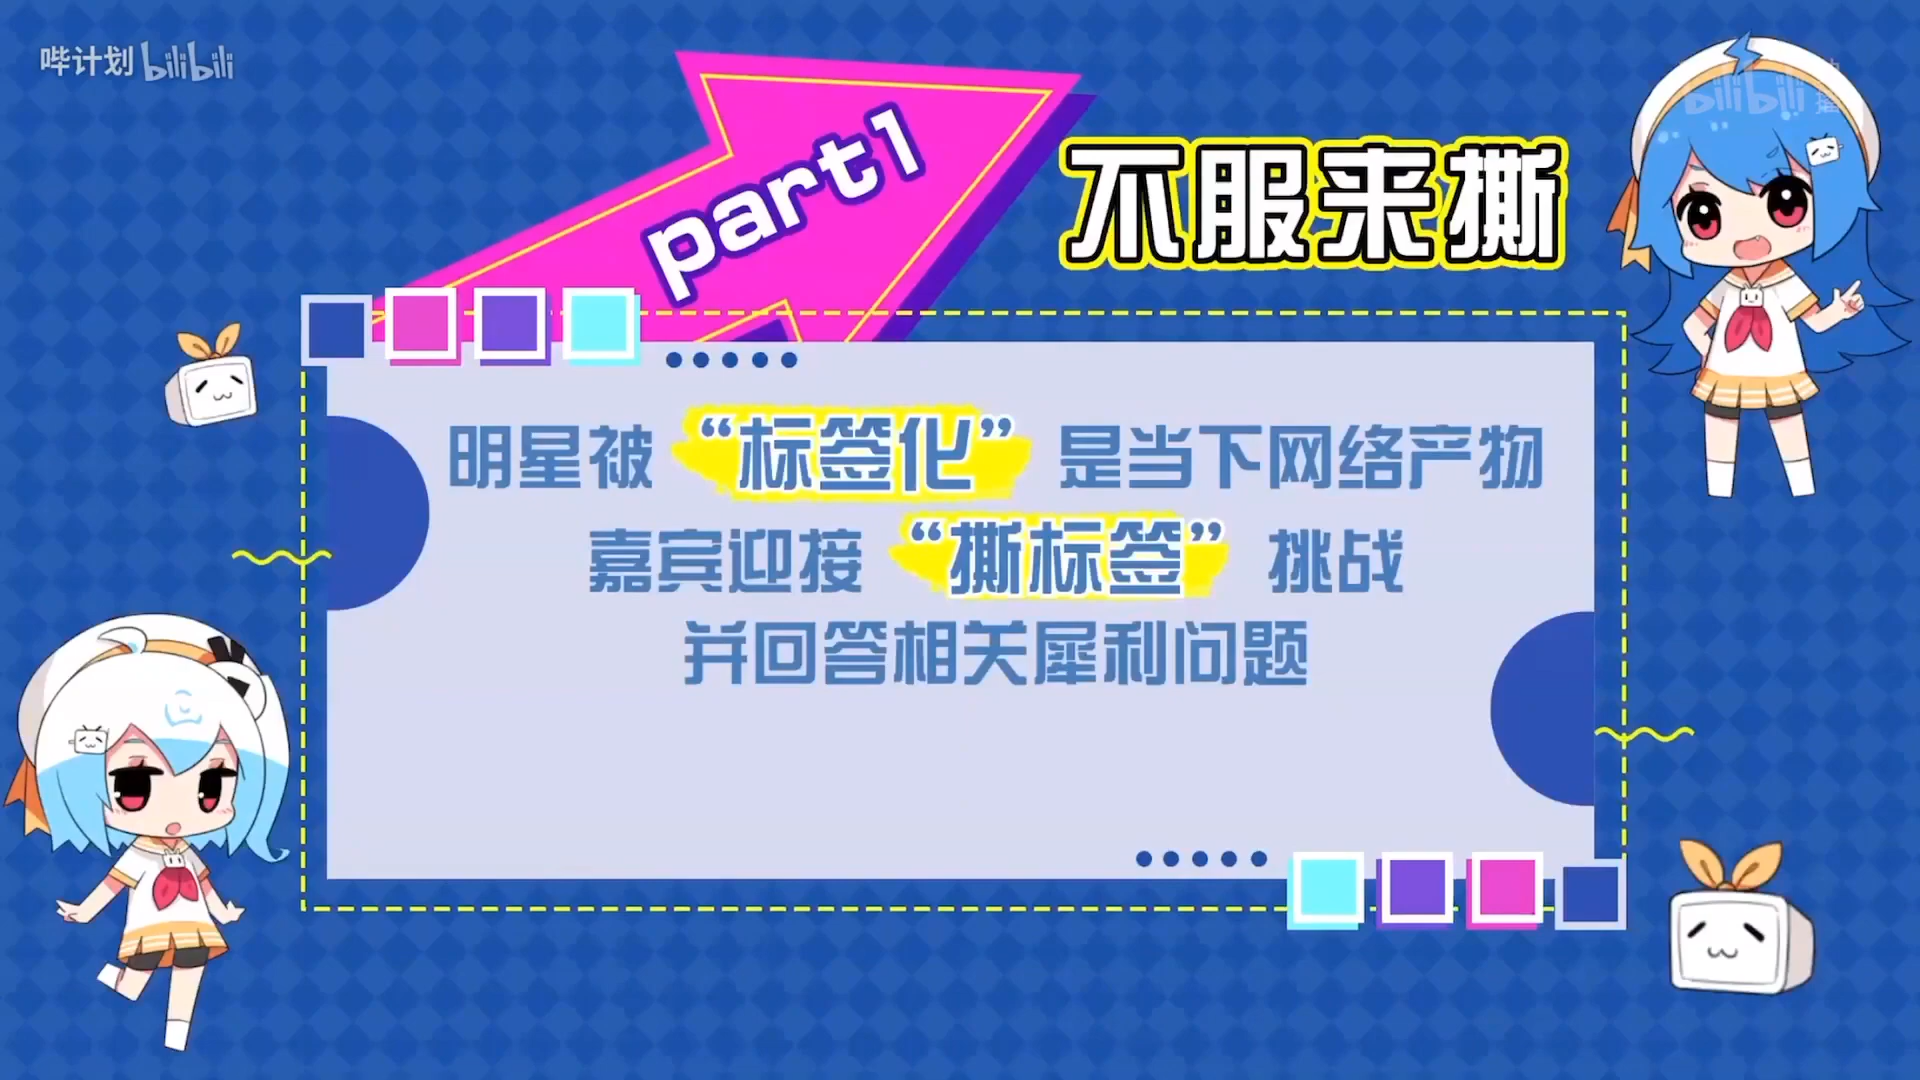 哔计划 bilibili
bilibili
part1
不服来撕
明星被 “标签化” 是当下网络产物
嘉宾迎接 “撕标签” 挑战
并回答相关犀利问题